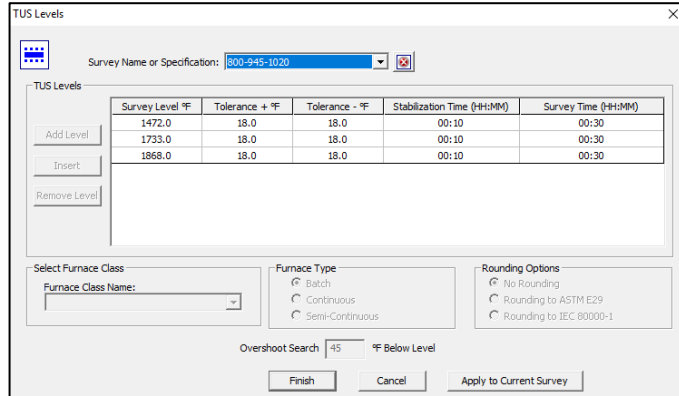 TUS Levels
Survey Name or Specification: 800-945-1020
TUS Levels
Survey Level ºF Tolerance + ºF Tolerance - ºF Stabilization Time (HH:MM) Survey Time (HH:MM)
1472.0 18.0 18.0 00:10 00:30
Add Level
1733.0 18.0 18.0 00:10 00:30
1868.0 18.0 18.0 00:10 00:30
Insert
Remove Level
Select Furnace Class
Furnace Class Name:
Furnace Type
Batch
Continuous
Semi-Continuous
Rounding Options
No Rounding
Rounding to ASTM E29
Rounding to IEC 80000-1
Overshoot Search 45 ºF Below Level
Finish Cancel Apply to Current Survey